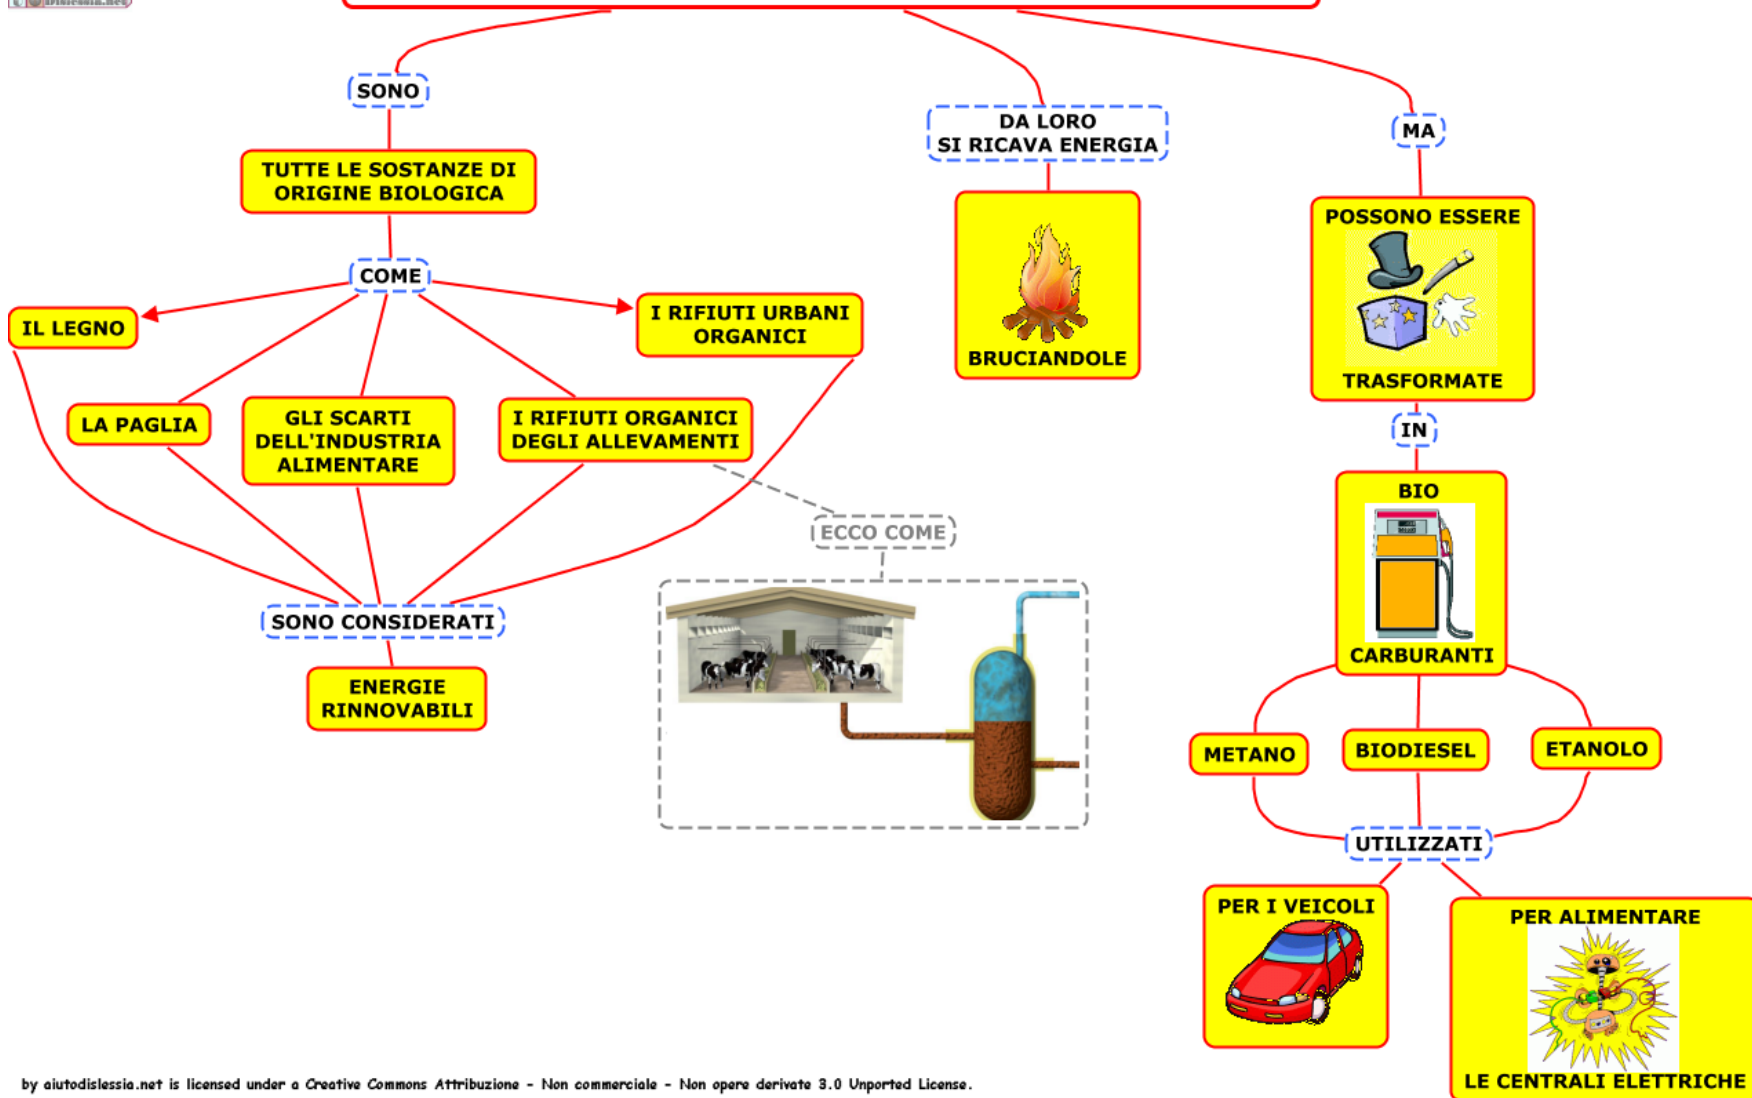 SONO
TUTTE LE SOSTANZE DI
ORIGINE BIOLOGICA
COME
IL LEGNO
LA PAGLIA
GLI SCARTI
DELL'INDUSTRIA
ALIMENTARE
I RIFIUTI ORGANICI
DEGLI ALLEVAMENTI
I RIFIUTI URBANI
ORGANICI
ECCO COME
SONO CONSIDERATI
ENERGIE
RINNOVABILI
DA LORO
SI RICAVA ENERGIA
BRUCIANDOLE
MA
POSSONO ESSERE
TRASFORMATE
IN
BIO
CARBURANTI
METANO
BIODIESEL
ETANOLO
UTILIZZATI
PER I VEICOLI
PER ALIMENTARE
LE CENTRALI ELETTRICHE
by aiutodislessia.net is licensed under a Creative Commons Attribuzione - Non commerciale - Non opere derivate 3.0 Unported License.